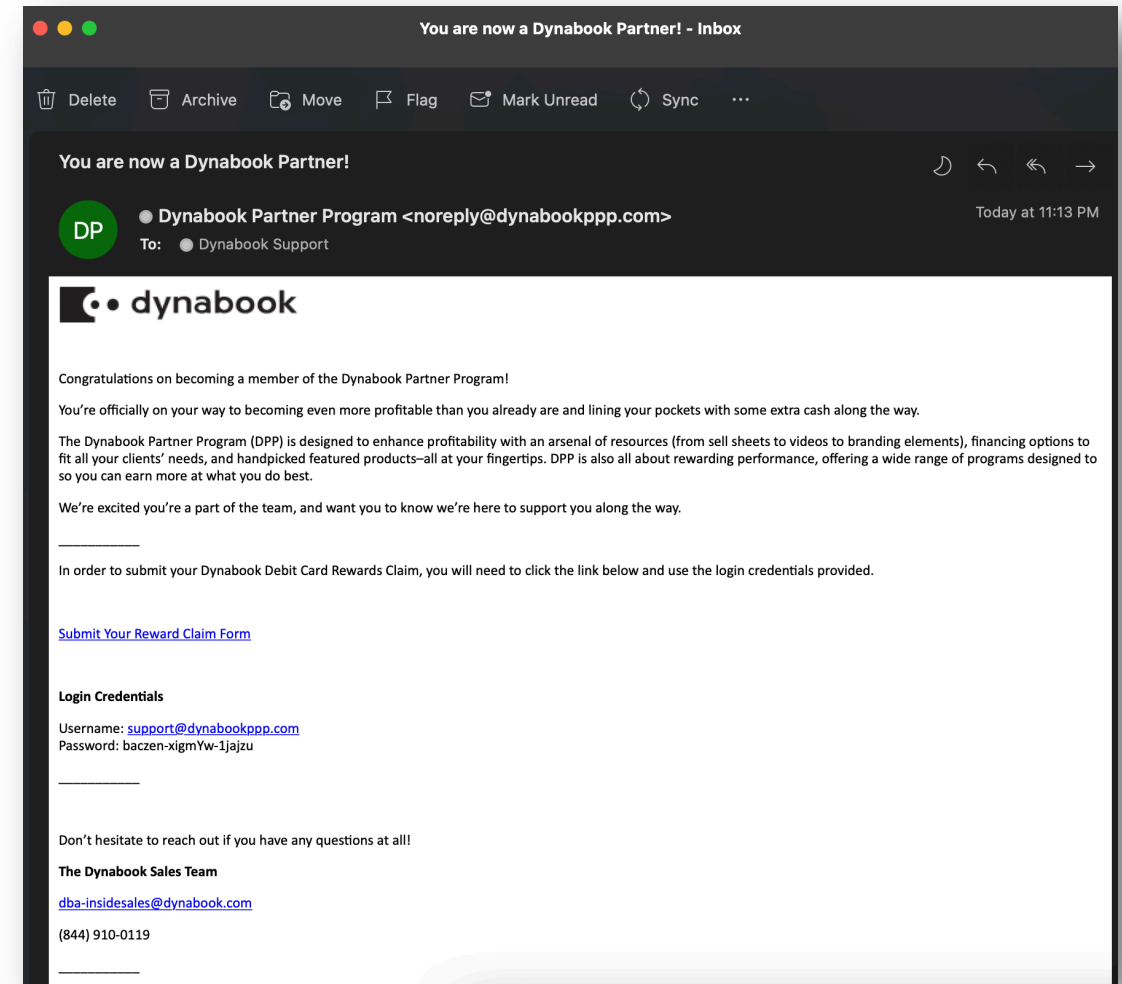 You are now a Dynabook Partner! - Inbox
Delete Archive Move Flag Mark Unread Sync ...
You are now a Dynabook Partner!
DP
Dynabook Partner Program <noreply@dynabookppp.com>
Today at 11:13 PM
To: Dynabook Support
dynabook
Congratulations on becoming a member of the Dynabook Partner Program!
You're officially on your way to becoming even more profitable than you already are and lining your pockets with some extra cash along the way.
The Dynabook Partner Program (DPP) is designed to enhance profitability with an arsenal of resources (from sell sheets to videos to branding elements), financing options to
fit all your clients' needs, and handpicked featured products–all at your fingertips. DPP is also all about rewarding performance, offering a wide range of programs designed to
so you can earn more at what you do best.
We're excited you're a part of the team, and want you to know we're here to support you along the way.
___________
In order to submit your Dynabook Debit Card Rewards Claim, you will need to click the link below and use the login credentials provided.
Submit Your Reward Claim Form
Login Credentials
Username: support@dynabookppp.com
Password: baczen-xigmYw-1jajzu
___________
Don't hesitate to reach out if you have any questions at all!
The Dynabook Sales Team
dba-insidesales@dynabook.com
(844) 910-0119
___________